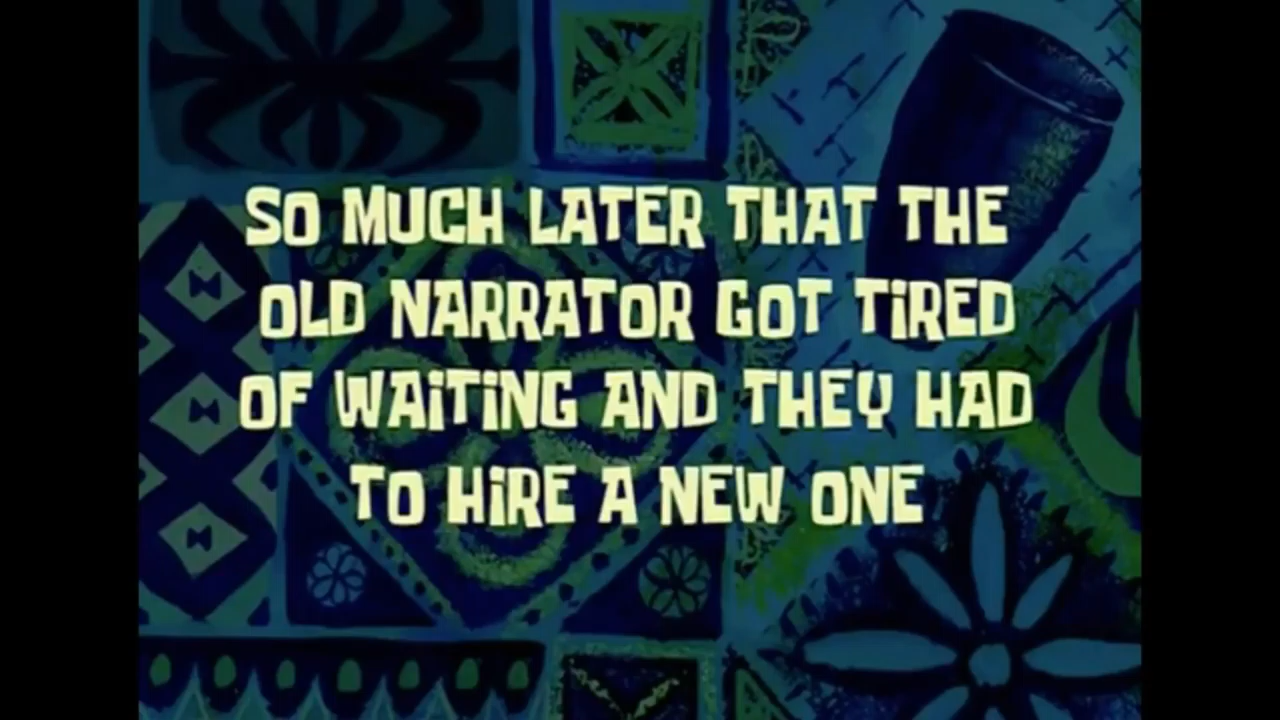 SO MUCH LATER THAT THE
OLD NARRATOR GOT TiRED
OF WAiTiNG AND THEY HAD
TO HiRE A NEW ONE